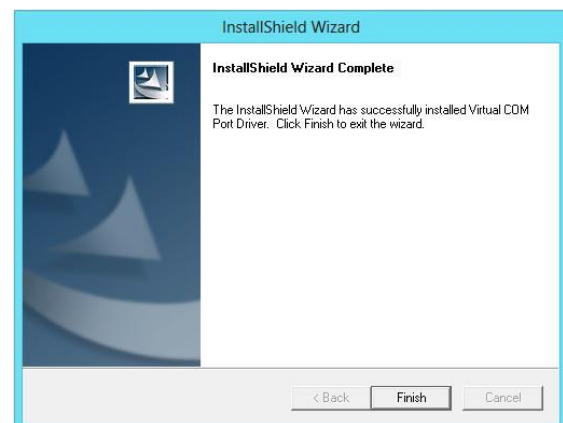 InstallShield Wizard
InstallShield Wizard Complete
The InstallShield Wizard has successfully installed Virtual COM
Port Driver. Click Finish to exit the wizard.
< Back
Finish
Cancel